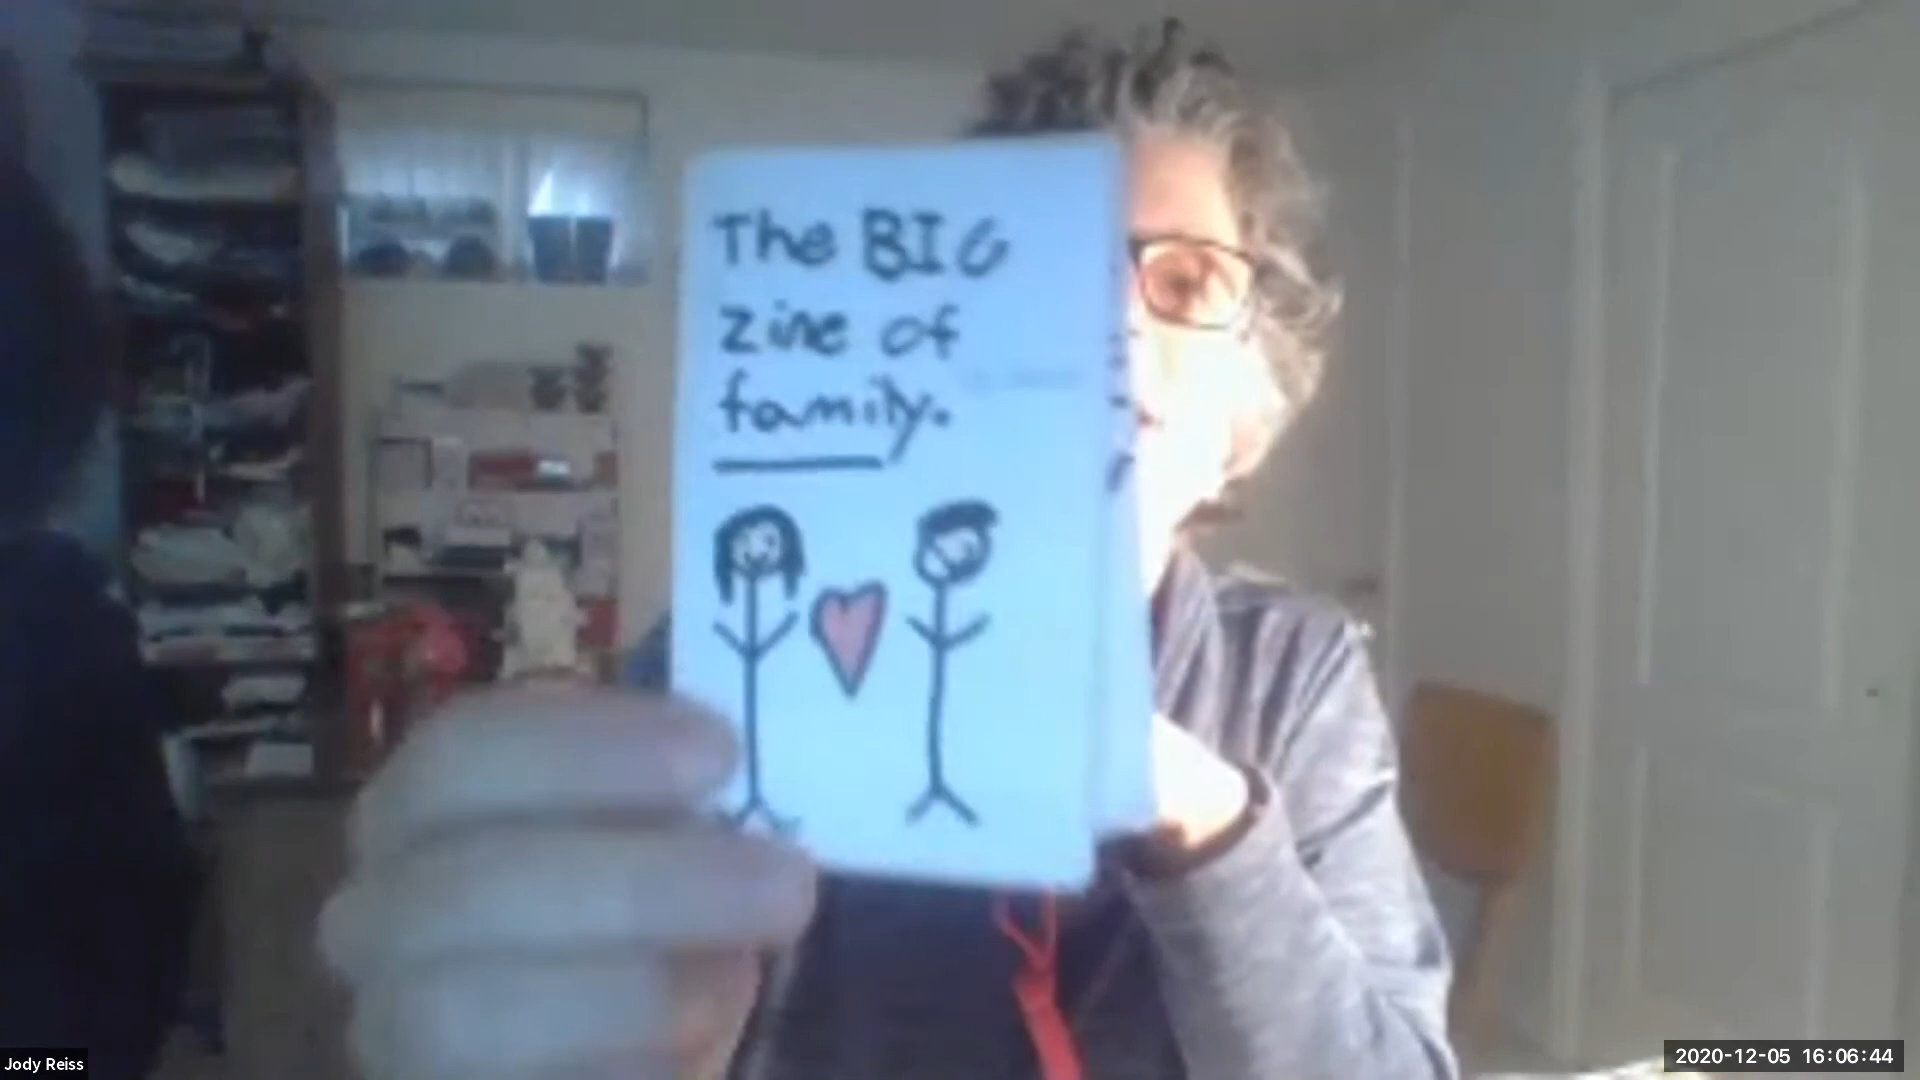 The BIG
zine of
family.
Jody Reiss
2020-12-05 16:06:44